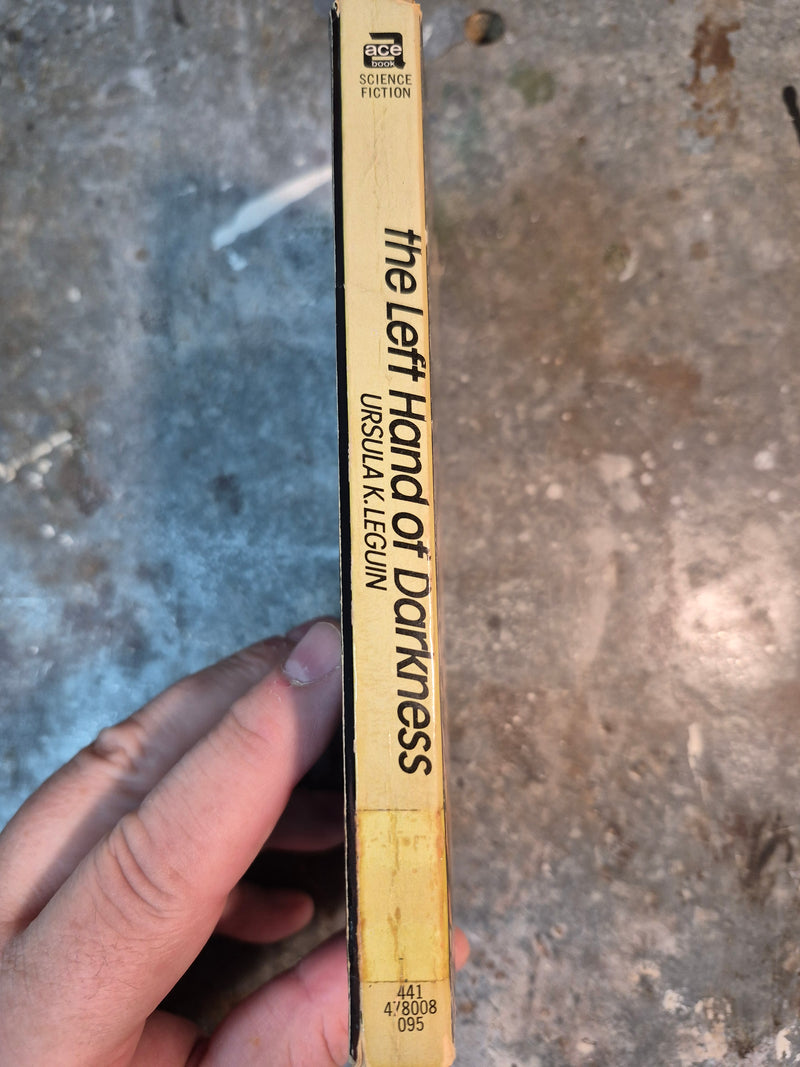 ace
book
SCIENCE
FICTION
the Left Hand of Darkness
URSULA K. LEGUIN
441
478008
095